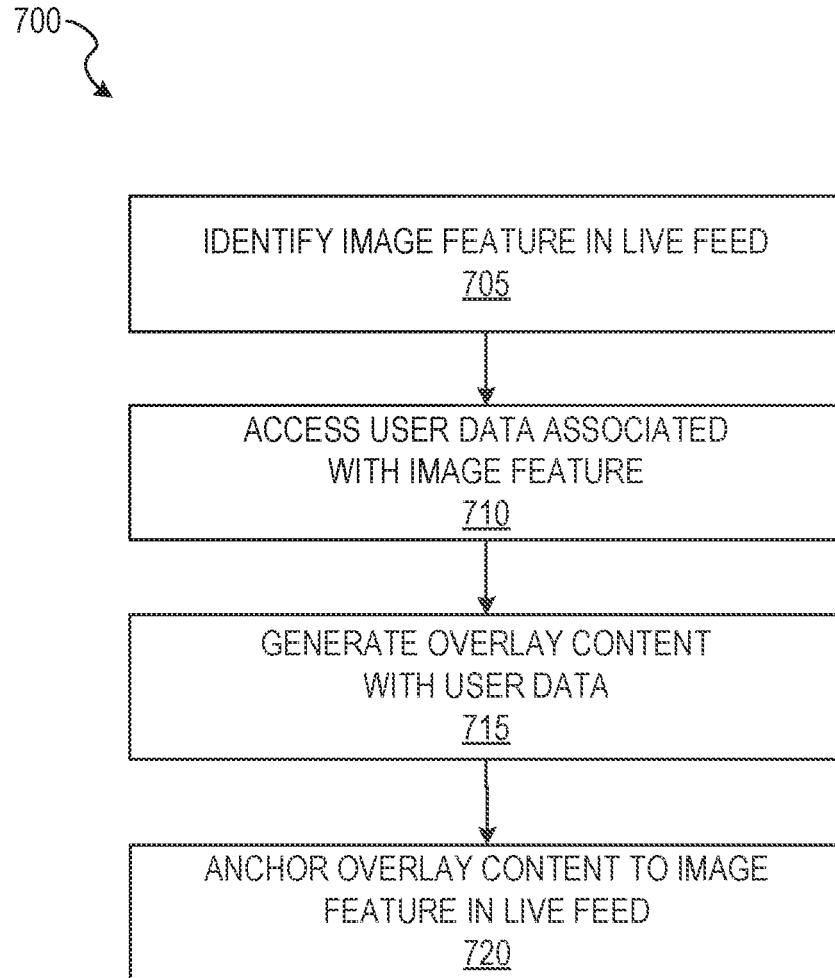 700
IDENTIFY IMAGE FEATURE IN LIVE FEED
705
ACCESS USER DATA ASSOCIATED
WITH IMAGE FEATURE
710
GENERATE OVERLAY CONTENT
WITH USER DATA
715
ANCHOR OVERLAY CONTENT TO IMAGE
FEATURE IN LIVE FEED
720